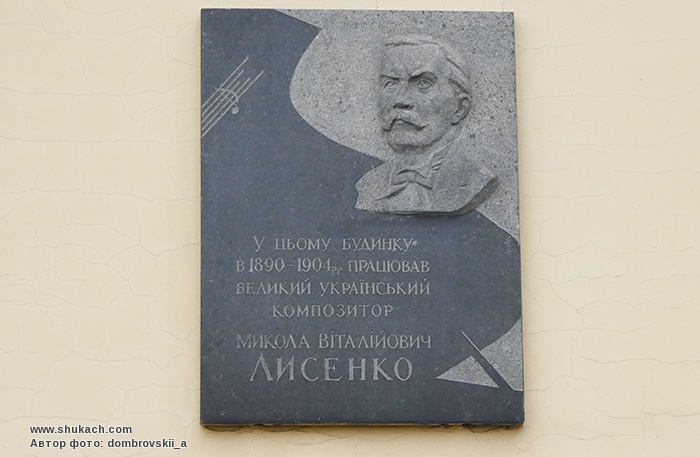 У ЦЬОМУ БУДИНКУ
В 1890-1904рр. ПРАЦЮВАВ
ВЕЛИКИЙ УКРАЇНСЬКИЙ
КОМПОЗИТОР
МИКОЛА ВІТАЛІЙОВИЧ
ЛИСЕНКО
www.shukach.com
Автор фото: dombrovskii_a